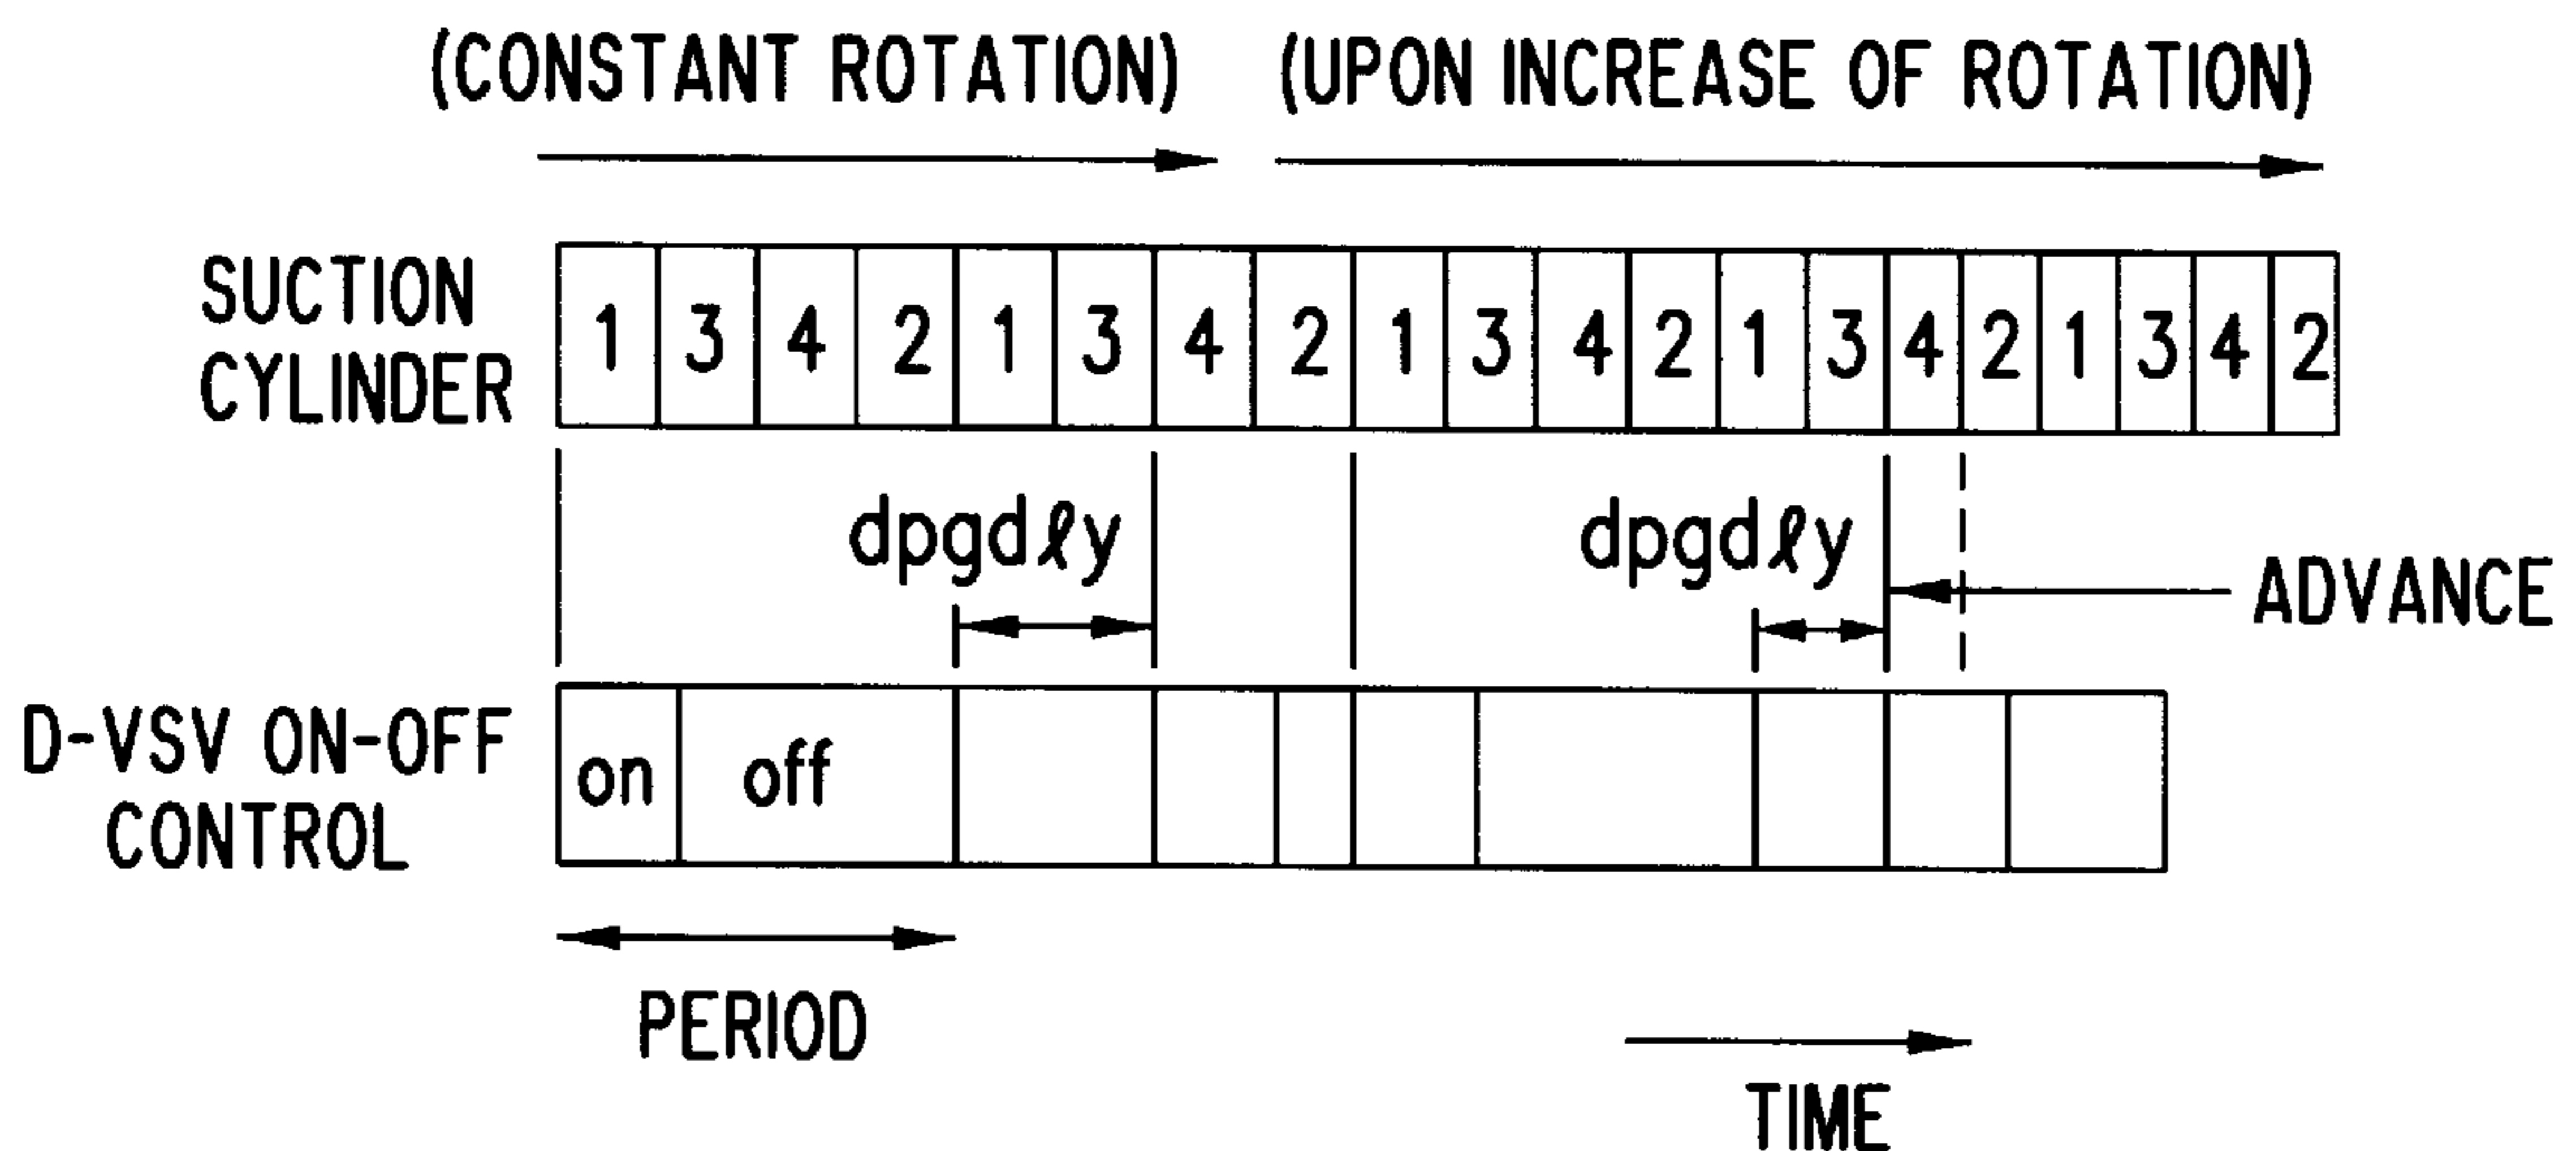 (CONSTANT ROTATION) (UPON INCREASE OF ROTATION)
SUCTION
CYLINDER
1 3 4 2 1 3 4 2 1 3 4 2 1 3 4 2 1 3 4 2
dpgdℓy dpgdℓy
ADVANCE
D-VSV ON-OFF
CONTROL
on off
PERIOD
TIME